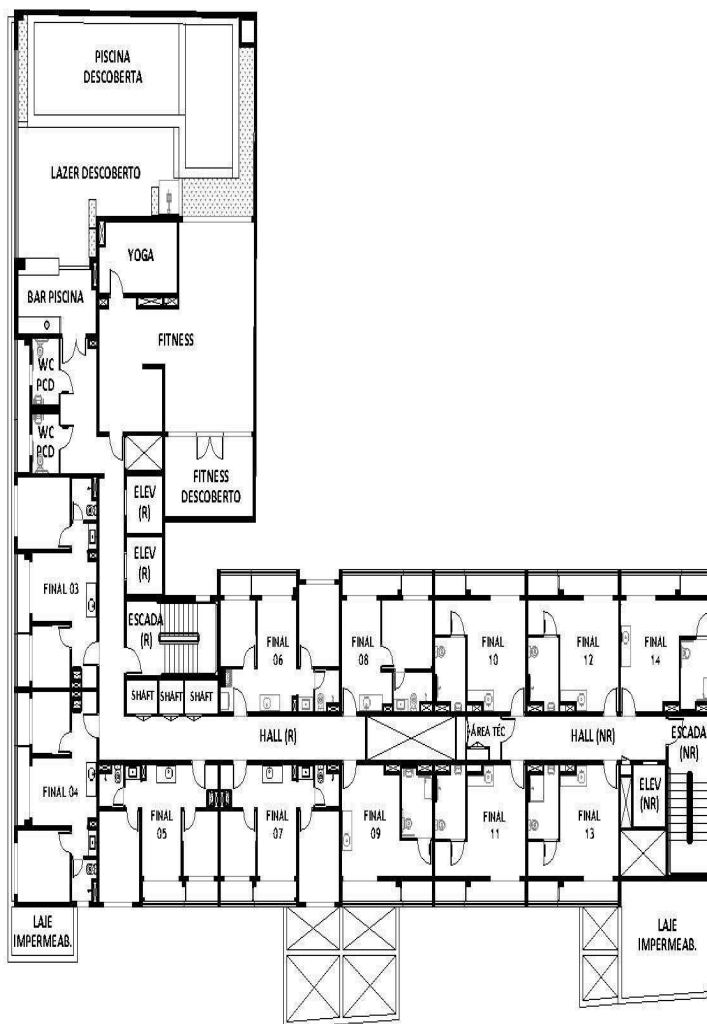 PISCINA
DESCOBERTA
LAZER DESCOBERTO
YOGA
BAR PISCINA
FITNESS
WC
PCD
WC
PCD
FITNESS
DESCOBERTO
ELEV
(R)
ELEV
(R)
FINAL 03
ESCADA
(R)
FINAL
06
FINAL
08
FINAL
10
FINAL
12
FINAL
14
SHAFT
SHAFT
SHAFT
HALL (R)
ÁREA TÉC
HALL (NR)
ESCADA
(NR)
FINAL 04
FINAL
05
FINAL
07
FINAL
09
FINAL
11
FINAL
13
ELEV
(NR)
LAJE
IMPERMEAB.
LAJE
IMPERMEAB.